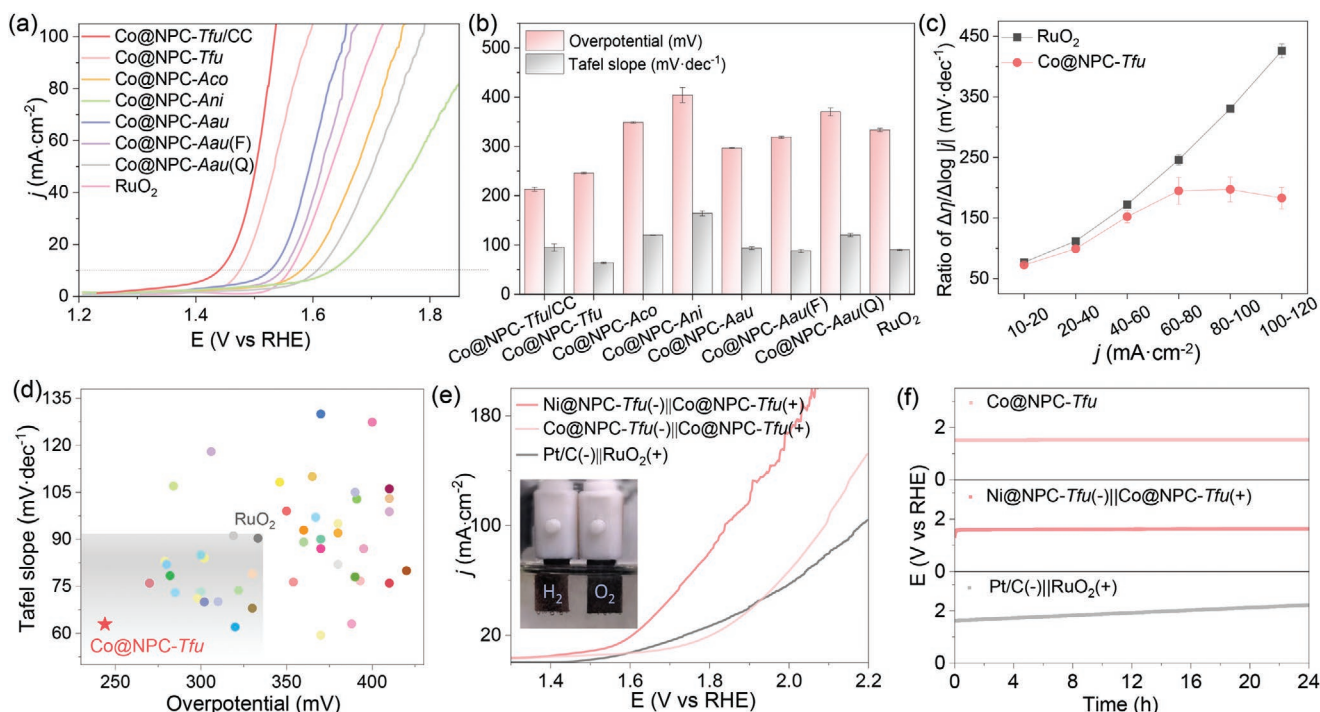 (a)
Co@NPC-Tfu/CC
Co@NPC-Tfu
Co@NPC-Aco
Co@NPC-Ani
Co@NPC-Aau
Co@NPC-Aau(F)
Co@NPC-Aau(Q)
RuO₂
j (mA·cm⁻²)
100
80
60
40
20
10
0
1.2
1.4
1.6
1.8
E (V vs RHE)
(b)
Overpotential (mV)
Tafel slope (mV·dec⁻¹)
500
400
300
200
100
0
Co@NPC-Tfu/CC
Co@NPC-Tfu
Co@NPC-Aco
Co@NPC-Ani
Co@NPC-Aau
Co@NPC-Aau(F)
Co@NPC-Aau(Q)
RuO₂
(c)
RuO₂
Co@NPC-Tfu
Ratio of Δη/Δlog |j| (mV·dec⁻¹)
450
350
250
150
50
10-20
20-40
40-60
60-80
80-100
100-120
j (mA·cm⁻²)
(d)
Tafel slope (mV·dec⁻¹)
135
120
105
90
75
60
RuO₂
Co@NPC-Tfu
250
300
350
400
Overpotential (mV)
(e)
Ni@NPC-Tfu(-)||Co@NPC-Tfu(+)
Co@NPC-Tfu(-)||Co@NPC-Tfu(+)
Pt/C(-)||RuO₂(+)
j (mA·cm⁻²)
180
100
20
H₂
O₂
1.4
1.6
1.8
2.0
2.2
E (V vs RHE)
(f)
Co@NPC-Tfu
Ni@NPC-Tfu(-)||Co@NPC-Tfu(+)
Pt/C(-)||RuO₂(+)
E (V vs RHE)
2
0
2
0
2
0
0
4
8
12
16
20
24
Time (h)